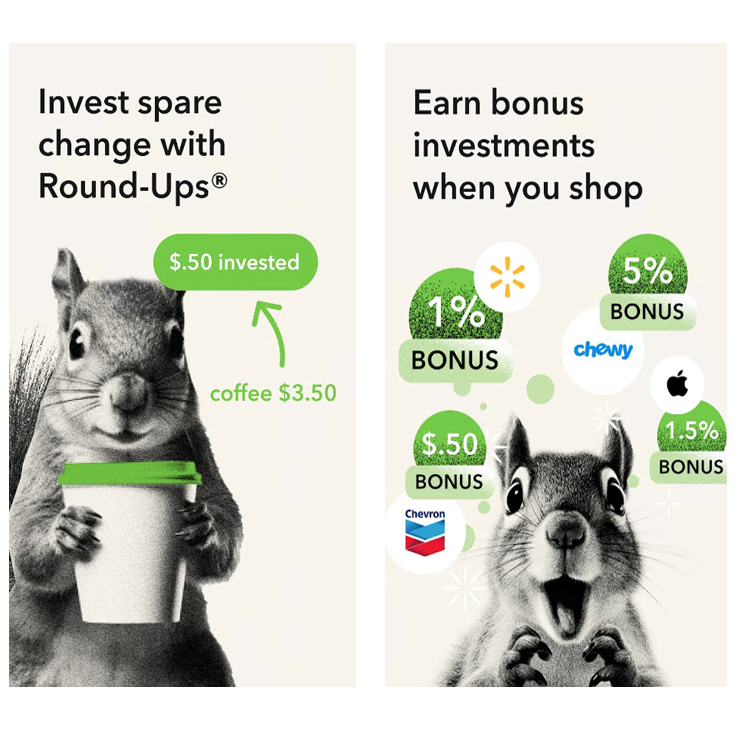 Invest spare
change with
Round-Ups®
$.50 invested
coffee $3.50
Earn bonus
investments
when you shop
1%
BONUS
5%
BONUS
chewy
1.5%
BONUS
$.50
BONUS
Chevron